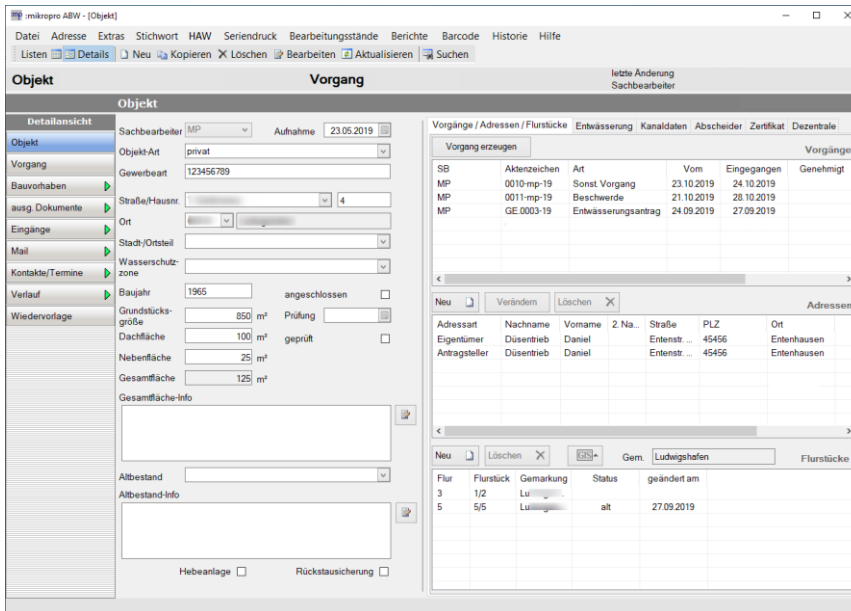 :mikropro ABW - [Objekt]
Datei Adresse Extras Stichwort HAW Seriendruck Bearbeitungsstände Berichte Barcode Historie Hilfe
Listen Details Neu Kopieren Löschen Bearbeiten Aktualisieren Suchen
Objekt Vorgang letzte Änderung
Sachbearbeiter
Objekt
Detailansicht
Objekt
Vorgang
Bauvorhaben
ausg. Dokumente
Eingänge
Mail
Kontakte/Termine
Verlauf
Wiedervorlage
Sachbearbeiter MP Aufnahme 23.05.2019
Objekt-Art privat
Gewerbeart 123456789
Straße/Hausnr. 4
Ort
Stadt-/Ortsteil
Wasserschutz-
zone
Baujahr 1965 angeschlossen
Grundstücks-
größe 850 m² Prüfung
Dachfläche 100 m² geprüft
Nebenfläche 25 m²
Gesamtfläche 125 m²
Gesamtfläche-Info
Altbestand
Altbestand-Info
Hebeanlage Rückstausicherung
Vorgänge / Adressen / Flurstücke Entwässerung Kanaldaten Abscheider Zertifikat Dezentrale
Vorgang erzeugen Vorgänge
SB Aktenzeichen Art Vom Eingegangen Genehmigt
MP 0010-mp-19 Sonst. Vorgang 23.10.2019 24.10.2019
MP 0011-mp-19 Beschwerde 21.10.2019 28.10.2019
MP GE.0003-19 Entwässerungsantrag 24.09.2019 27.09.2019
Neu Verändern Löschen Adressen
Adressart Nachname Vorname 2. Na... Straße PLZ Ort
Eigentümer Düsentrieb Daniel Entenstr. ... 45456 Entenhausen
Antragsteller Düsentrieb Daniel Entenstr. ... 45456 Entenhausen
Neu Löschen GIS Gem. Ludwigshafen Flurstücke
Flur Flurstück Gemarkung Status geändert am
3 1/2
5 5/5 alt 27.09.2019